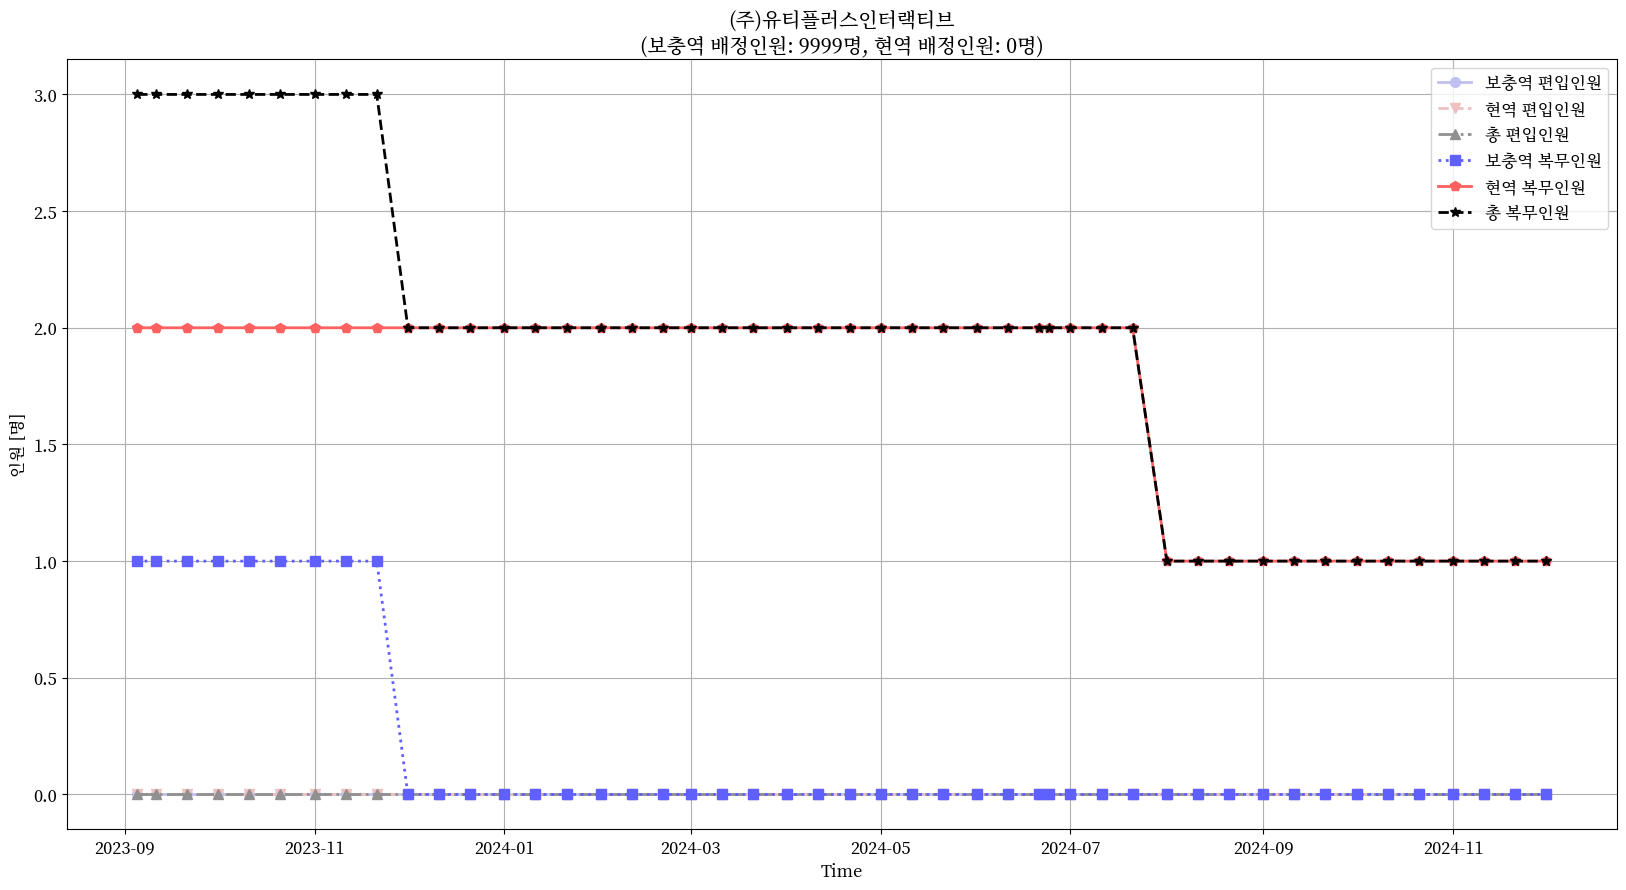 (주)유티플러스인터랙티브
(보충역 배정인원: 9999명, 현역 배정인원: 0명)
보충역 편입인원
현역 편입인원
총 편입인원
보충역 복무인원
현역 복무인원
총 복무인원
인원 [명]
3.0
2.5
2.0
1.5
1.0
0.5
0.0
2023-09
2023-11
2024-01
2024-03
2024-05
2024-07
2024-09
2024-11
Time